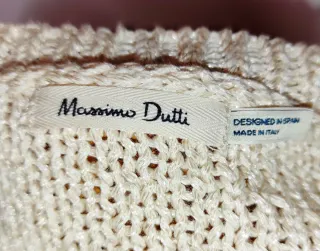 Massimo Dutti
DESIGNED IN SPAIN
MADE IN ITALY